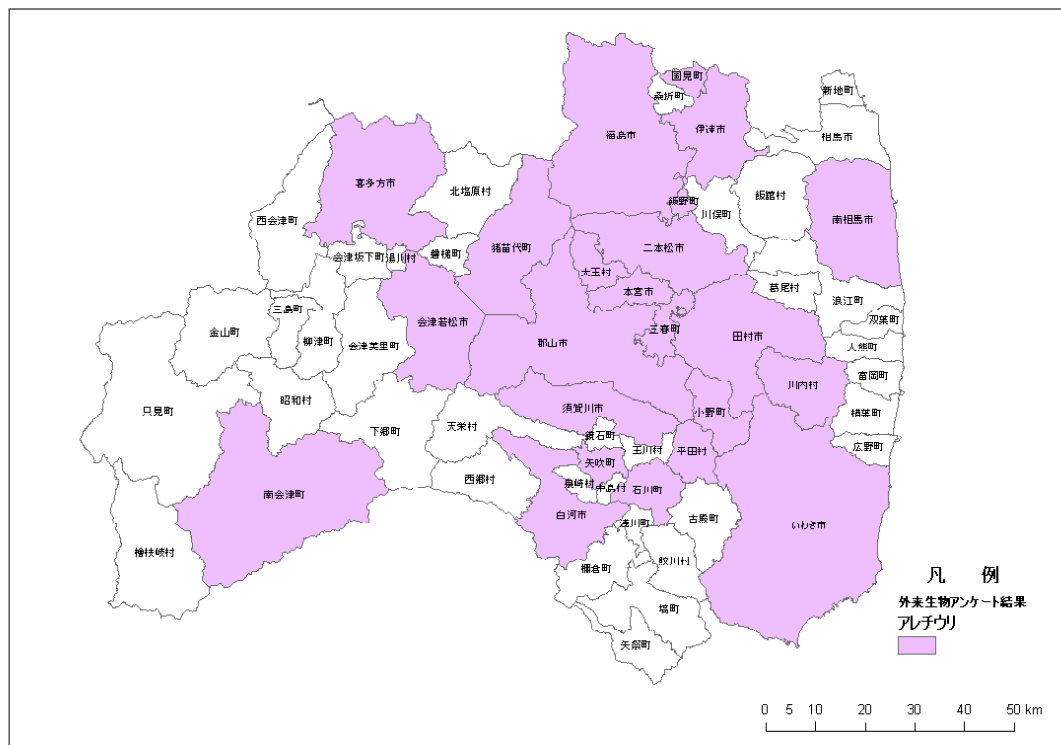 国見町
桑折町
新地町
福島市
伊達市
相馬市
喜多方市
北塩原村
飯舘村
飯野町
川俣町
南相馬市
西会津町
猪苗代町
二本松市
会津坂下町
湯川村
磐梯町
大玉村
本宮市
葛尾村
浪江町
三島町
双葉町
金山町
柳津町
会津美里町
会津若松市
郡山市
三春町
田村市
大熊町
川内村
富岡町
只見町
昭和村
須賀川市
小野町
楢葉町
下郷町
天栄村
鏡石町
玉川村
平田村
広野町
矢吹町
西郷村
泉崎村
中島村
石川町
南会津町
白河市
浅川町
古殿町
いわき市
檜枝岐村
棚倉町
鮫川村
塙町
矢祭町
凡 例
外来生物アンケート結果
アレチウリ
0 5 10 20 30 40 50 km